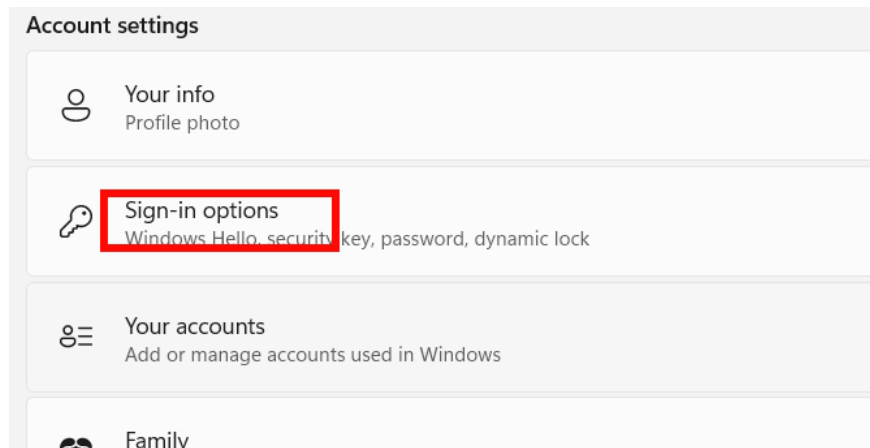 Account settings
Your info
Profile photo
Sign-in options
Windows Hello, security key, password, dynamic lock
Your accounts
Add or manage accounts used in Windows
Family